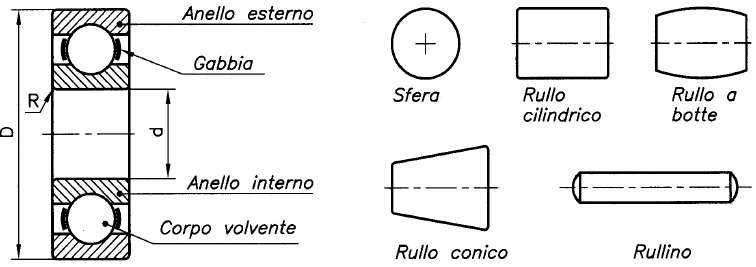 Anello esterno
Gabbia
R
D
d
Anello interno
Corpo volvente
Sfera
Rullo
cilindrico
Rullo a
botte
Rullo conico
Rullino